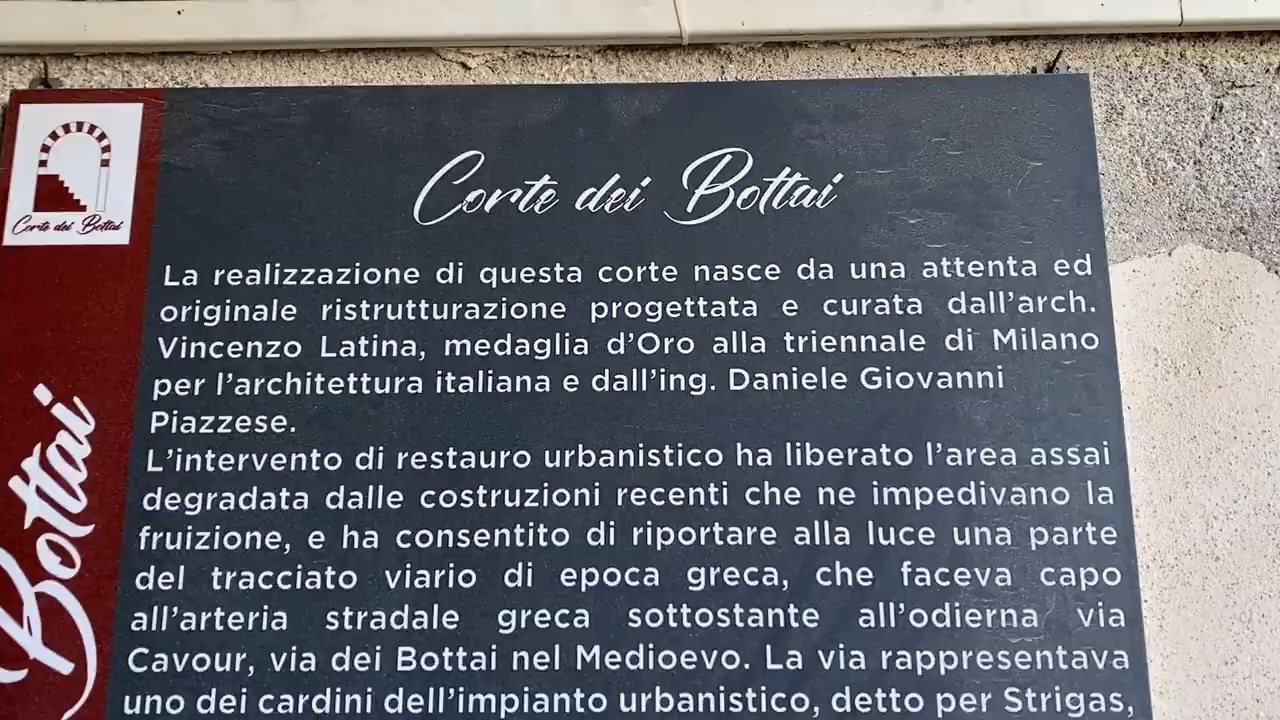 Corte dei Bottai
Corte dei Bottai
La realizzazione di questa corte nasce da una attenta ed
originale ristrutturazione progettata e curata dall'arch.
Vincenzo Latina, medaglia d'Oro alla triennale di Milano
per l'architettura italiana e dall'ing. Daniele Giovanni
Piazzese.
L'intervento di restauro urbanistico ha liberato l'area assai
degradata dalle costruzioni recenti che ne impedivano la
fruizione, e ha consentito di riportare alla luce una parte
del tracciato viario di epoca greca, che faceva capo
all'arteria stradale greca sottostante all'odierna via
Cavour, via dei Bottai nel Medioevo. La via rappresentava
uno dei cardini dell'impianto urbanistico, detto per Strigas,
Bottai